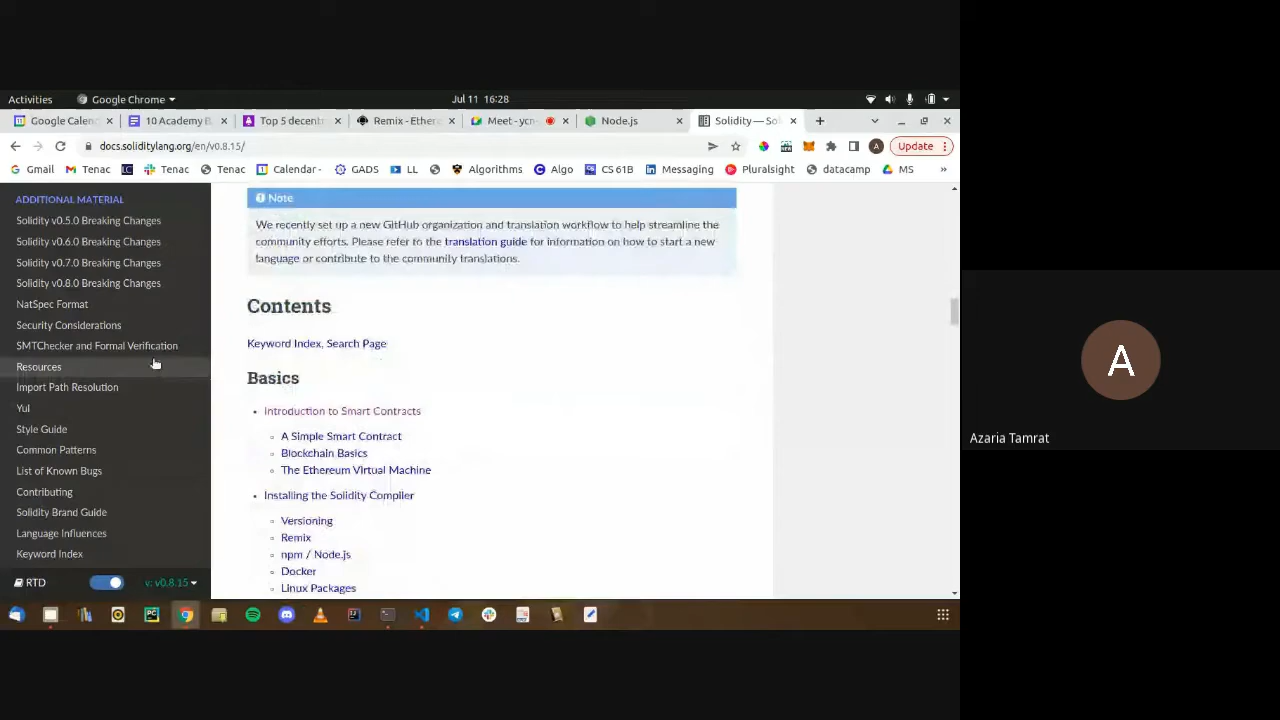 Activities
Google Chrome
Jul 11 16:28
Google Calen
10 Academy B
Top 5 decent
Remix - Ether
Meet - ycn-
Node.js
Solidity — Sol
docs.soliditylang.org/en/v0.8.15/
A
Update
Gmail
Tenac
LC
Tenac
Tenac
Calendar -
GADS
LL
Algorithms
Algo
CS 61B
Messaging
Pluralsight
datacamp
MS
»
ADDITIONAL MATERIAL
Solidity v0.5.0 Breaking Changes
Solidity v0.6.0 Breaking Changes
Solidity v0.7.0 Breaking Changes
Solidity v0.8.0 Breaking Changes
NatSpec Format
Security Considerations
SMTChecker and Formal Verification
Resources
Import Path Resolution
Yul
Style Guide
Common Patterns
List of Known Bugs
Contributing
Solidity Brand Guide
Language Influences
Keyword Index
RTD
v: v0.8.15
Note
We recently set up a new GitHub organization and translation workflow to help streamline the
community efforts. Please refer to the translation guide for information on how to start a new
language or contribute to the community translations.
Contents
Keyword Index, Search Page
Basics
Introduction to Smart Contracts
A Simple Smart Contract
Blockchain Basics
The Ethereum Virtual Machine
Installing the Solidity Compiler
Versioning
Remix
npm / Node.js
Docker
Linux Packages
A
Azaria Tamrat